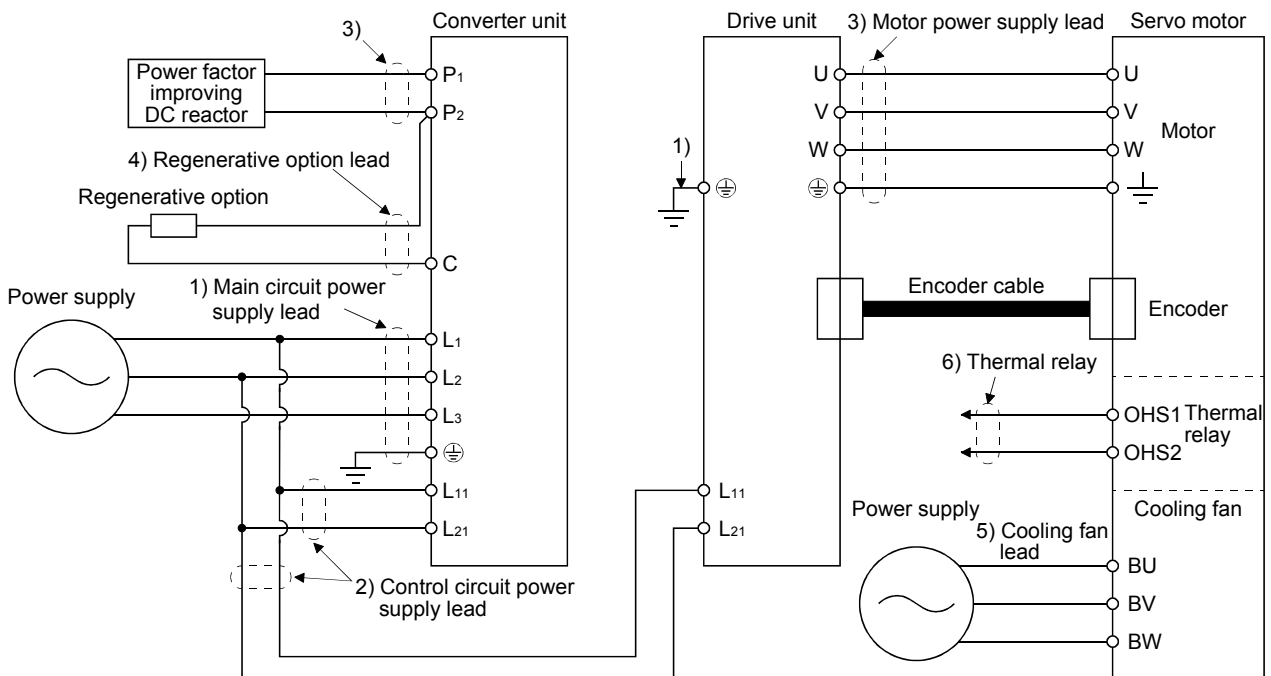 Converter unit
Drive unit
3) Motor power supply lead
Servo motor
3)
Power factor
improving
DC reactor
P1
P2
4) Regenerative option lead
Regenerative option
C
1) Main circuit power
supply lead
Power supply
L1
L2
L3
L11
L21
2) Control circuit power
supply lead
1)
U
V
W
L11
L21
U
V
W
Motor
Encoder cable
Encoder
6) Thermal relay
OHS1
OHS2
Thermal
relay
Power supply
5) Cooling fan
lead
Cooling fan
BU
BV
BW